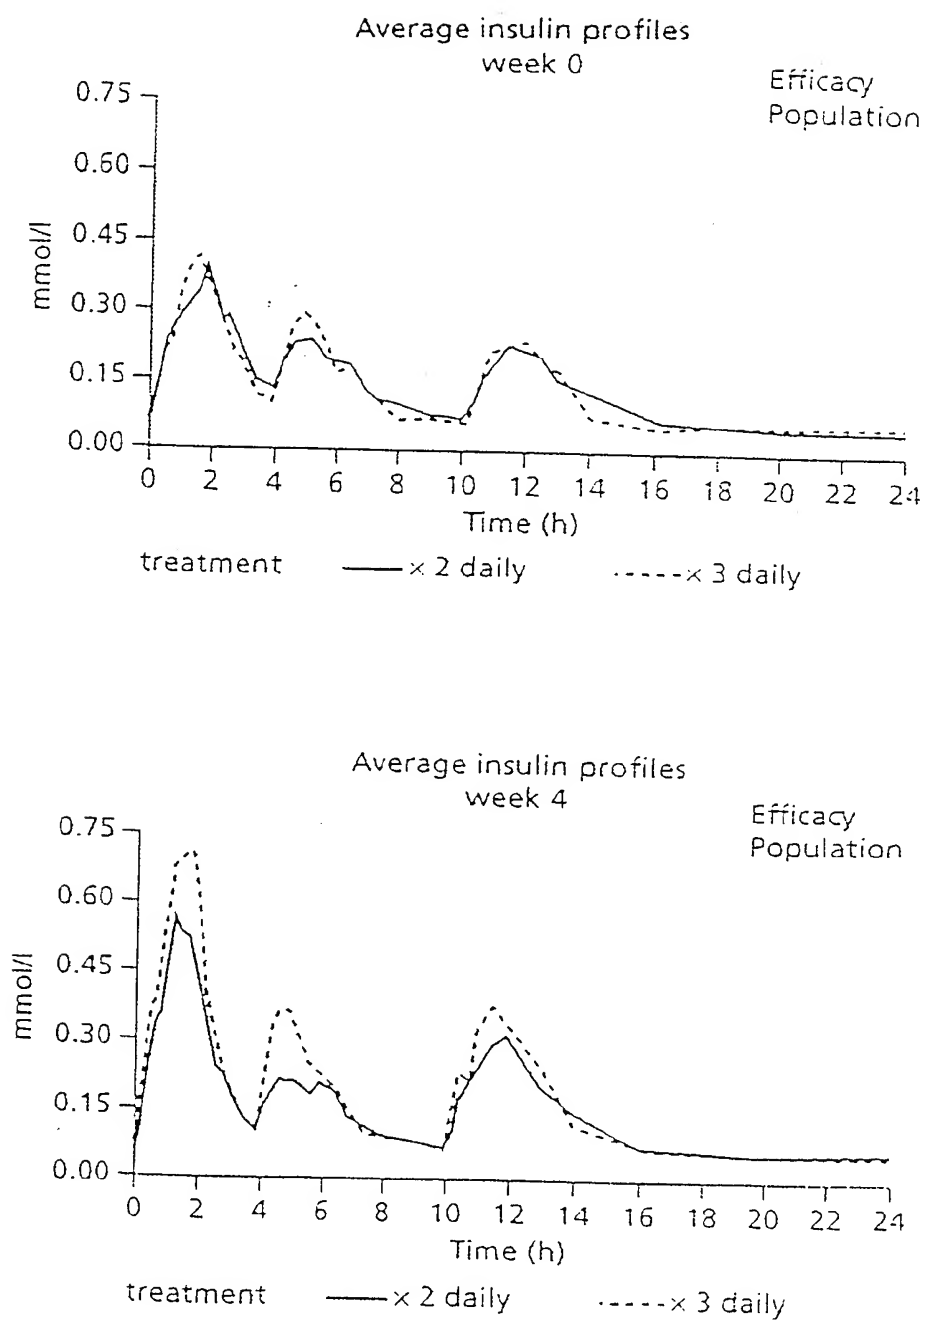 Average insulin profiles
week 0
Efficacy
Population
0.75
0.60
0.45
0.30
0.15
0.00
mmol/l
0 2 4 6 8 10 12 14 16 18 20 22 24
Time (h)
treatment × 2 daily × 3 daily
Average insulin profiles
week 4
Efficacy
Population
0.75
0.60
0.45
0.30
0.15
0.00
mmol/l
0 2 4 6 8 10 12 14 16 18 20 22 24
Time (h)
treatment × 2 daily × 3 daily